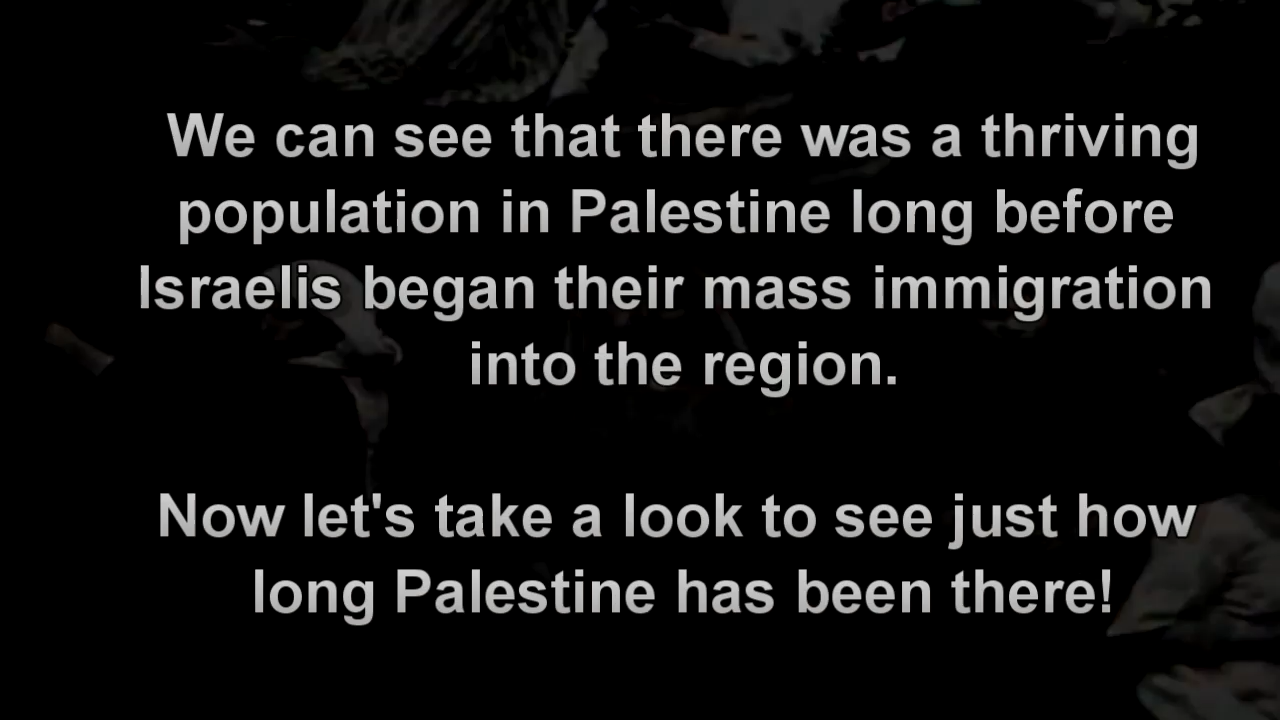 We can see that there was a thriving
population in Palestine long before
Israelis began their mass immigration
into the region.
Now let's take a look to see just how
long Palestine has been there!